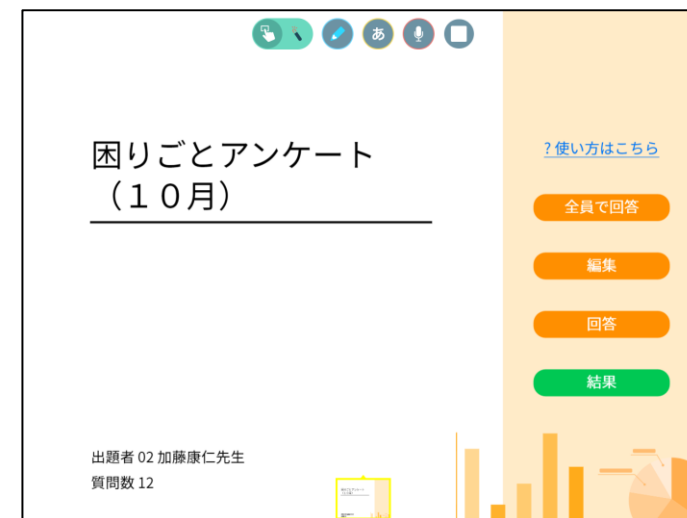 あ
困りごとアンケート
（１０月）
?使い方はこちら
全員で回答
編集
回答
結果
出題者 02 加藤康仁先生
質問数 12